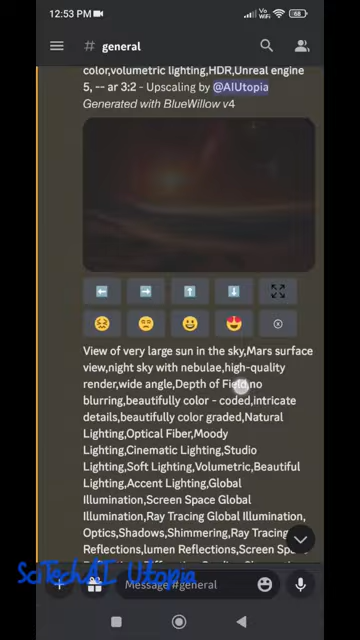 12:53 PM
Vo WiFi
68
# general
color,volumetric lighting,HDR,Unreal engine
5, -- ar 3:2 - Upscaling by @AIUtopia
Generated with BlueWillow v4
View of very large sun in the sky,Mars surface
view,night sky with nebulae,high-quality
render,wide angle,Depth of Field,no
blurring,beautifully color - coded,intricate
details,beautifully color graded,Natural
Lighting,Optical Fiber,Moody
Lighting,Cinematic Lighting,Studio
Lighting,Soft Lighting,Volumetric,Beautiful
Lighting,Accent Lighting,Global
Illumination,Screen Space Global
Illumination,Ray Tracing Global Illumination,
Optics,Shadows,Shimmering,Ray Tracing
Reflections,lumen Reflections,Screen Space
SciTechAI Utopia
Message #general